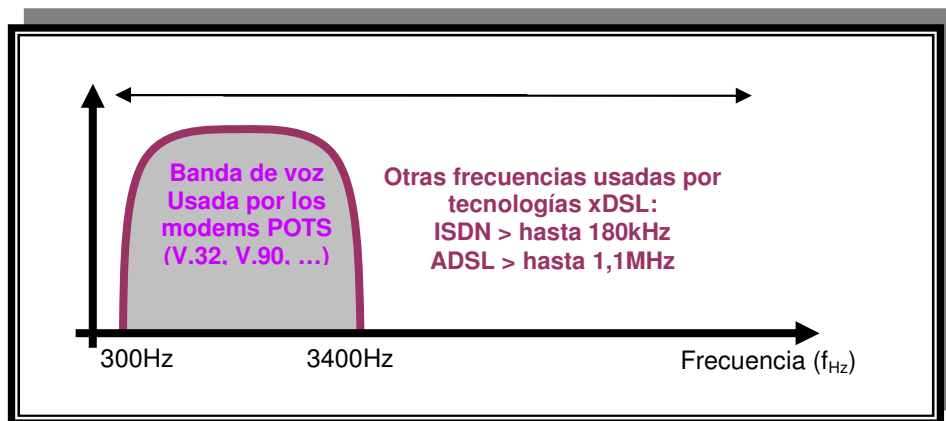 Banda de voz
Usada por los
modems POTS
(V.32, V.90, …)
Otras frecuencias usadas por
tecnologías xDSL:
ISDN > hasta 180kHz
ADSL > hasta 1,1MHz
300Hz
3400Hz
Frecuencia (fHz)